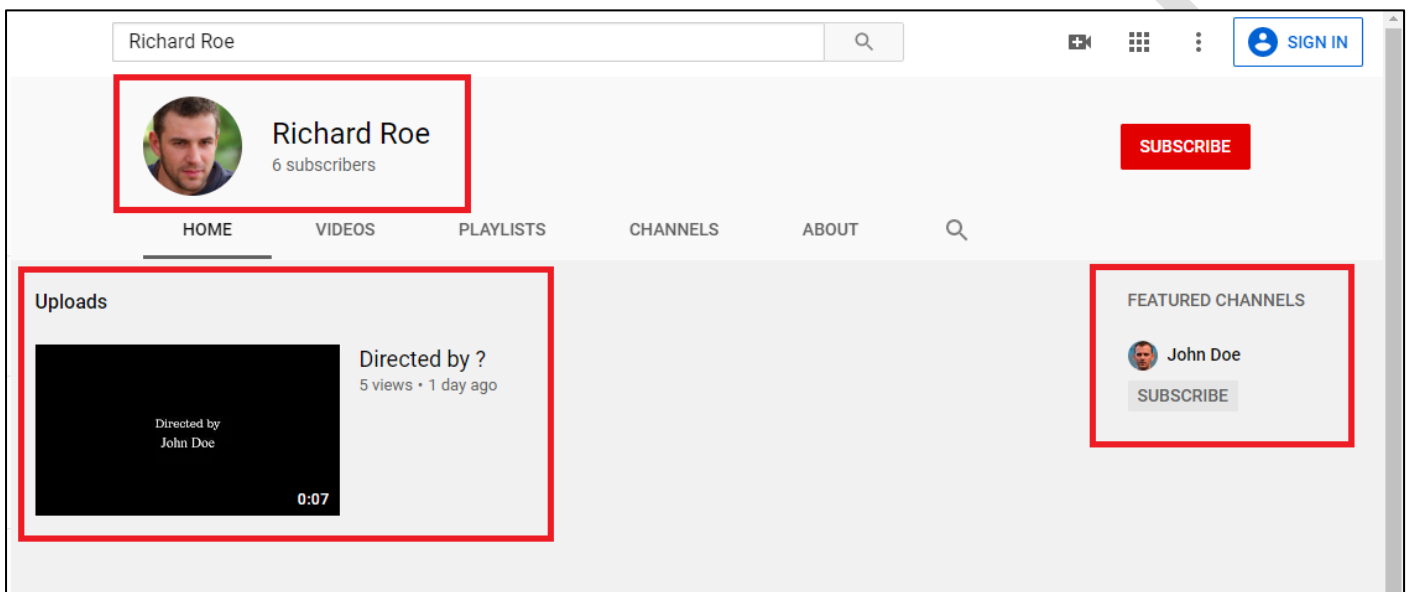 Richard Roe
SIGN IN
Richard Roe
6 subscribers
SUBSCRIBE
HOME VIDEOS PLAYLISTS CHANNELS ABOUT
Uploads
Directed by ?
5 views • 1 day ago
Directed by
John Doe
0:07
FEATURED CHANNELS
John Doe
SUBSCRIBE